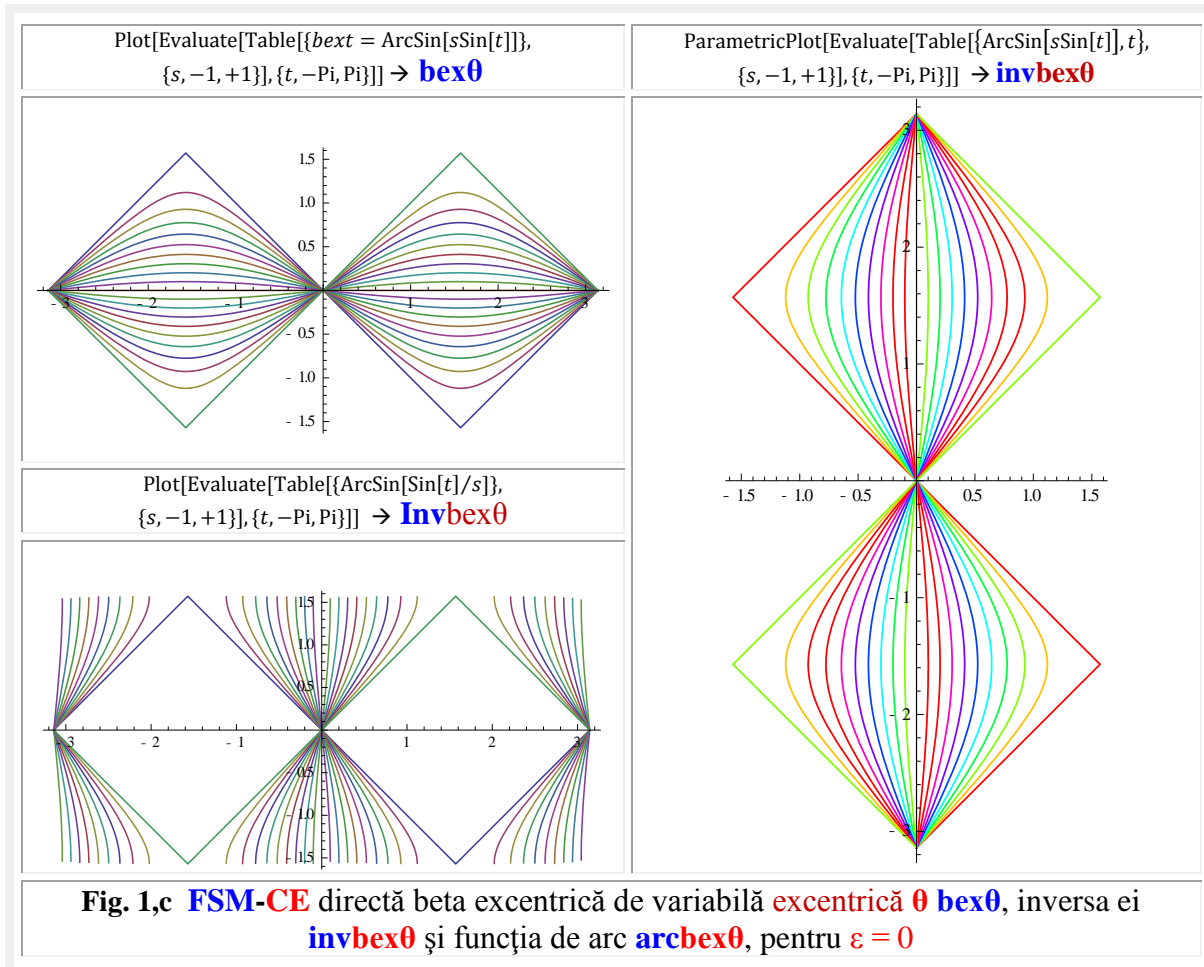 Plot[Evaluate[Table[{bext = ArcSin[sSin[t]]},
{s, −1, +1}], {t, −Pi, Pi}]] → bexθ
ParametricPlot[Evaluate[Table[{ArcSin[sSin[t]], t},
{s, −1, +1}], {t, −Pi, Pi}]] → invbexθ
1.5
1.0
0.5
- 3 - 2 - 1 1 2 3
- 0.5
- 1.0
- 1.5
Plot[Evaluate[Table[{ArcSin[Sin[t]/s]},
{s, −1, +1}], {t, −Pi, Pi}]] → Invbexθ
1.5
1.0
0.5
- 3 - 2 - 1 1 2 3
- 0.5
- 1.0
- 1.5
3
2
1
- 1.5 - 1.0 - 0.5 0.5 1.0 1.5
- 1
- 2
- 3
Fig. 1,c FSM-CE directă beta excentrică de variabilă excentrică θ bexθ, inversa ei
invbexθ şi funcţia de arc arcbexθ, pentru ε = 0